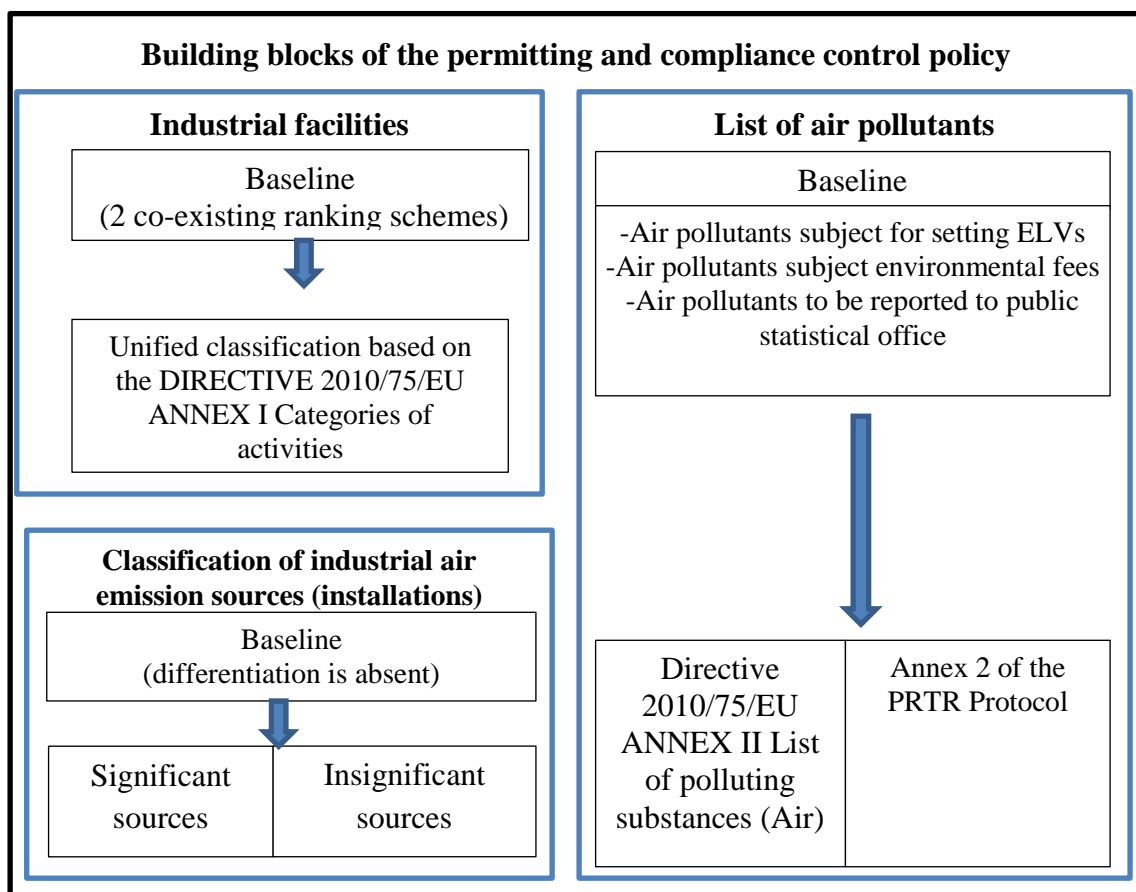 Building blocks of the permitting and compliance control policy
Industrial facilities
Baseline
(2 co-existing ranking schemes)
Unified classification based on
the DIRECTIVE 2010/75/EU
ANNEX I Categories of
activities
Classification of industrial air
emission sources (installations)
Baseline
(differentiation is absent)
Significant
sources
Insignificant
sources
List of air pollutants
Baseline
-Air pollutants subject for setting ELVs
-Air pollutants subject environmental fees
-Air pollutants to be reported to public
statistical office
Directive
2010/75/EU
ANNEX II List
of polluting
substances (Air)
Annex 2 of the
PRTR Protocol